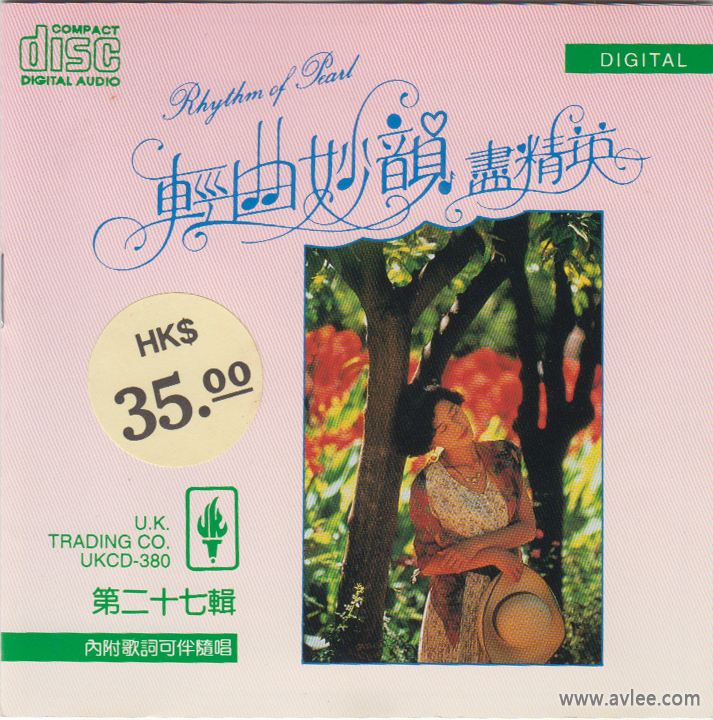 COMPACT
disc
DIGITAL AUDIO
DIGITAL
Rhythm of Pearl
輕曲妙韻 盡精英
HK$
35.00
U.K.
TRADING CO.
UKCD-380
UK
第二十七輯
內附歌詞可伴隨唱
www.avlee.com